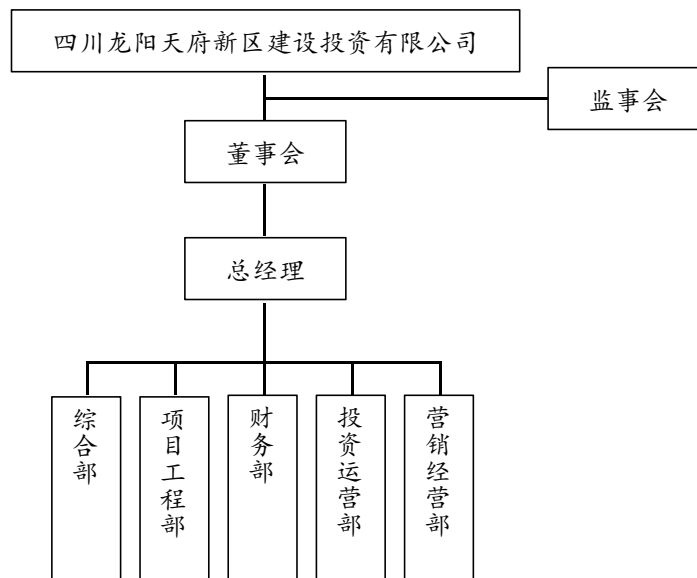 四川龙阳天府新区建设投资有限公司
监事会
董事会
总经理
综合部
项目工程部
财务部
投资运营部
营销经营部